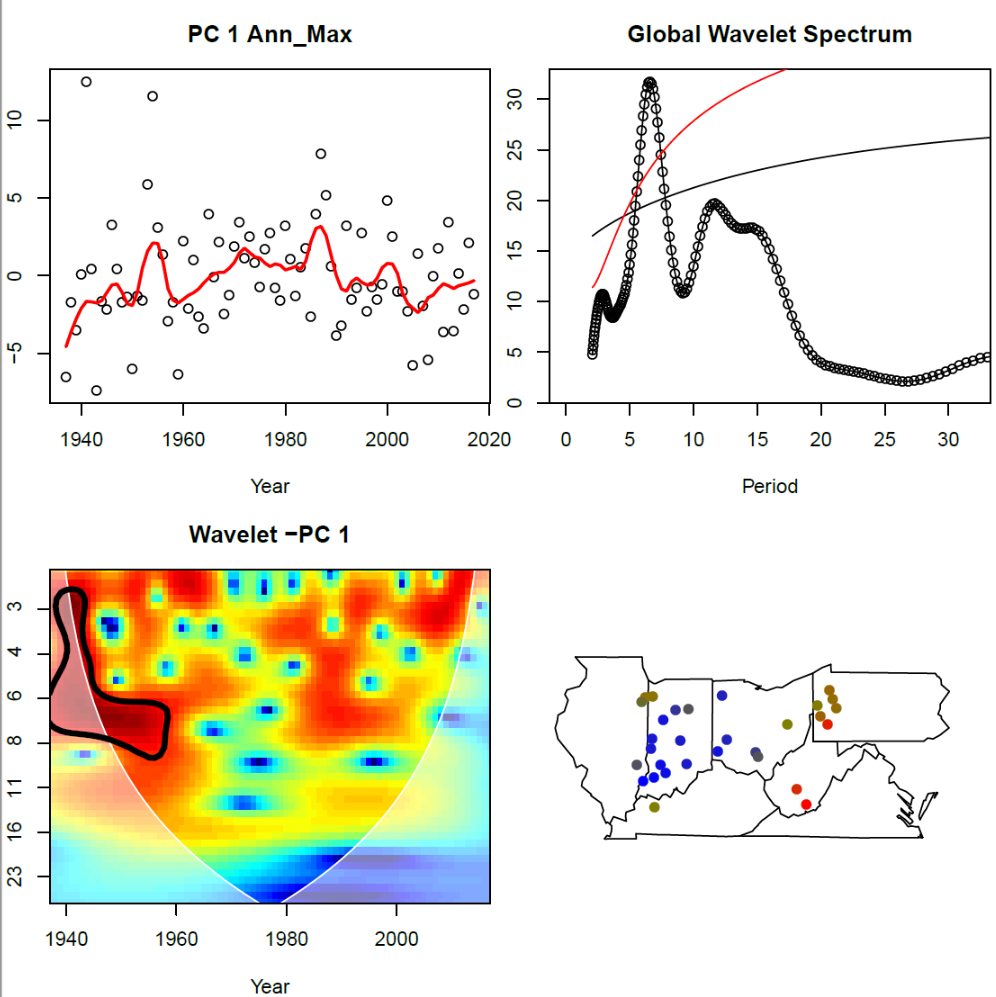 PC 1 Ann_Max
10
5
0
−5
1940 1960 1980 2000 2020
Year
Global Wavelet Spectrum
30
25
20
15
10
5
0
0 5 10 15 20 25 30
Period
Wavelet −PC 1
3
4
6
8
11
16
23
1940 1960 1980 2000
Year